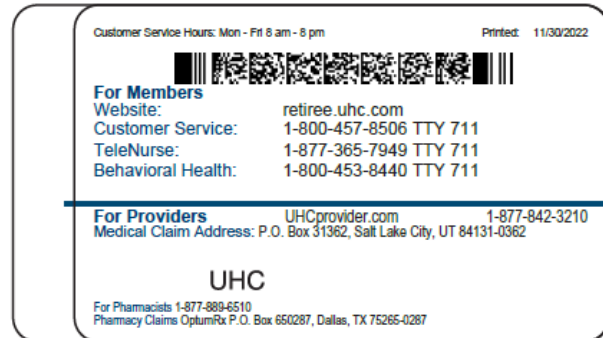 Customer Service Hours: Mon - Fri 8 am - 8 pm Printed: 11/30/2022
For Members
Website: retiree.uhc.com
Customer Service: 1-800-457-8506 TTY 711
TeleNurse: 1-877-365-7949 TTY 711
Behavioral Health: 1-800-453-8440 TTY 711
For Providers UHCprovider.com 1-877-842-3210
Medical Claim Address: P.O. Box 31362, Salt Lake City, UT 84131-0362
UHC
For Pharmacists 1-877-889-6510
Pharmacy Claims OptumRx P.O. Box 650287, Dallas, TX 75265-0287